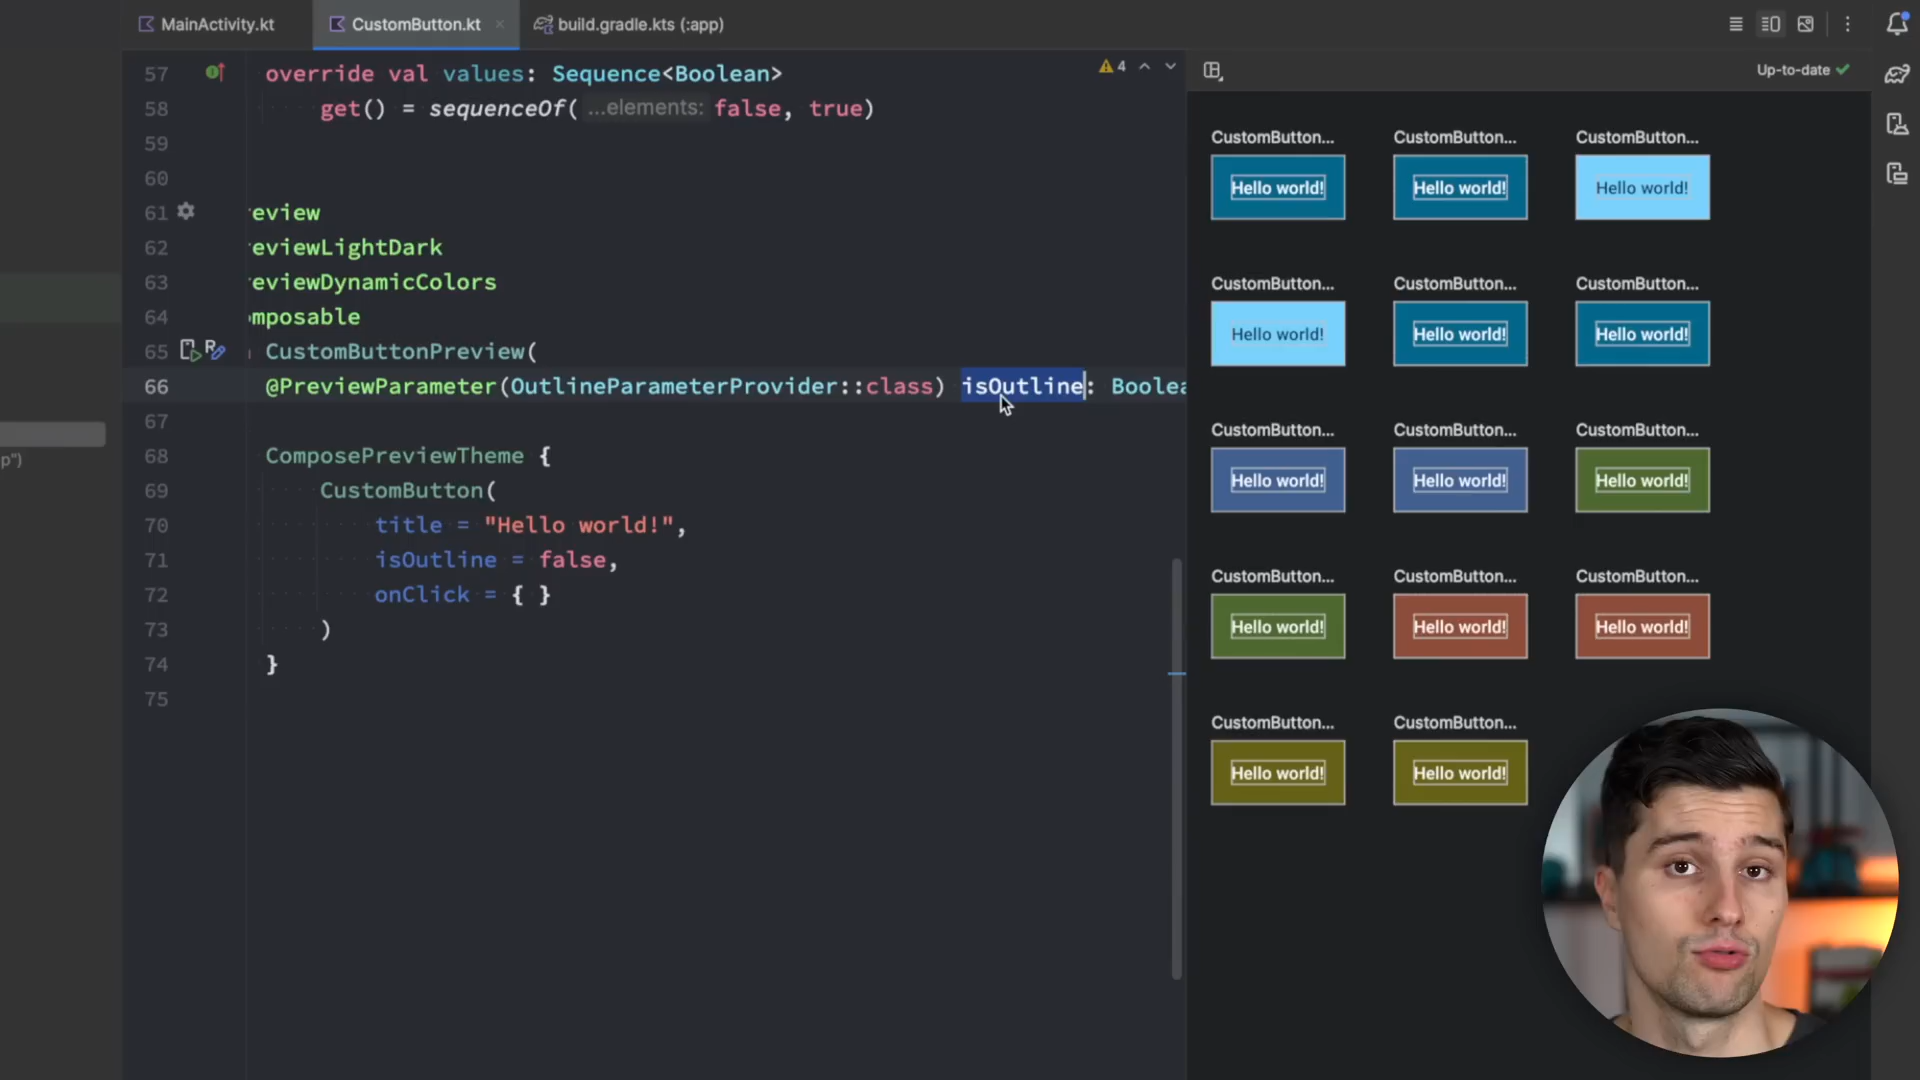 MainActivity.kt
CustomButton.kt
build.gradle.kts (:app)
57 override val values: Sequence<Boolean>
4
58 get() = sequenceOf( ...elements: false, true)
59
60
61 review
62 reviewLightDark
63 reviewDynamicColors
64 mposable
65 CustomButtonPreview(
66 @PreviewParameter(OutlineParameterProvider::class) isOutline: Boolea
67
68 ComposePreviewTheme {
69 CustomButton(
70 title = "Hello world!",
71 isOutline = false,
72 onClick = { }
73 )
74 }
75
p")
Up-to-date
CustomButton... CustomButton... CustomButton...
Hello world! Hello world! Hello world!
CustomButton... CustomButton... CustomButton...
Hello world! Hello world! Hello world!
CustomButton... CustomButton... CustomButton...
Hello world! Hello world! Hello world!
CustomButton... CustomButton... CustomButton...
Hello world! Hello world! Hello world!
CustomButton... CustomButton...
Hello world! Hello world!